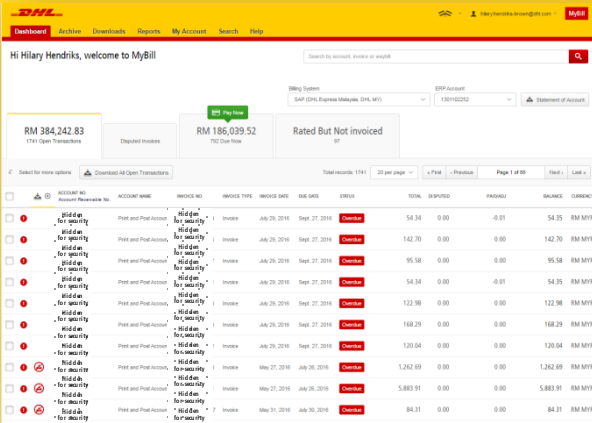 DHL
hilary.hendriks-brown@dhl.com MyBill
Dashboard Archive Downloads Reports My Account Search Help
Hi Hilary Hendriks, welcome to MyBill
Search by account, invoice or waybill
Billing System ERP Account
SAP (DHL Express Malaysia, DHL MY) 1301102252 Statement of Account
Pay Now
RM 384,242.83 RM 186,039.52 Rated But Not invoiced
1741 Open Transactions Disputed Invoices 792 Due Now 97
Select for more options Download All Open Transactions Total records: 1741 20 per page « First ‹ Previous Page 1 of 88 Next › Last »
ACCOUNT NO. ACCOUNT NAME INVOICE NO. INVOICE TYPE INVOICE DATE DUE DATE STATUS TOTAL DISPUTED PAID/ADJ BALANCE CURRENCY
Account Receivable No.
Hidden for security Print and Post Account Hidden for security Invoice July 29, 2016 Sept. 27, 2016 Overdue 54.34 0.00 -0.01 54.35 RM MYR
Hidden for security Print and Post Account Hidden for security Invoice July 29, 2016 Sept. 27, 2016 Overdue 142.70 0.00 0.00 142.70 RM MYR
Hidden for security Print and Post Account Hidden for security Invoice July 29, 2016 Sept. 27, 2016 Overdue 95.58 0.00 0.00 95.58 RM MYR
Hidden for security Print and Post Account Hidden for security Invoice July 29, 2016 Sept. 27, 2016 Overdue 54.34 0.00 -0.01 54.35 RM MYR
Hidden for security Print and Post Account Hidden for security Invoice July 29, 2016 Sept. 27, 2016 Overdue 122.98 0.00 0.00 122.98 RM MYR
Hidden for security Print and Post Account Hidden for security Invoice July 29, 2016 Sept. 27, 2016 Overdue 168.29 0.00 0.00 168.29 RM MYR
Hidden for security Print and Post Account Hidden for security Invoice July 29, 2016 Sept. 27, 2016 Overdue 120.04 0.00 0.00 120.04 RM MYR
Hidden for security Print and Post Account Hidden for security Invoice May 27, 2016 July 26, 2016 Overdue 1,262.69 0.00 0.00 1,262.69 RM MYR
Hidden for security Print and Post Account Hidden for security Invoice May 27, 2016 July 26, 2016 Overdue 5,883.91 0.00 0.00 5,883.91 RM MYR
Hidden for security Print and Post Account Hidden for security 7 Invoice May 31, 2016 July 30, 2016 Overdue 84.31 0.00 0.00 84.31 RM MYR